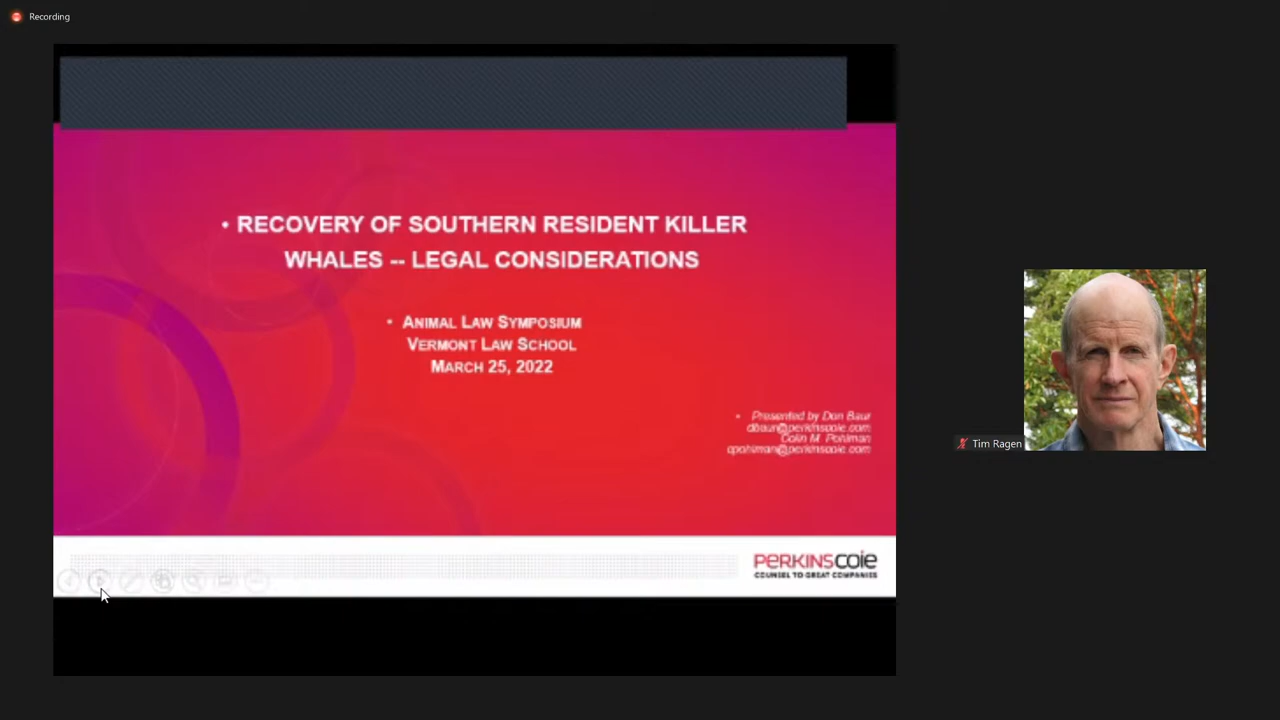 Recording
• RECOVERY OF SOUTHERN RESIDENT KILLER
WHALES -- LEGAL CONSIDERATIONS
• ANIMAL LAW SYMPOSIUM
VERMONT LAW SCHOOL
MARCH 25, 2022
• Presented by Don Baur
dbaur@perkinscoie.com
Colin M. Pohlman
cpohlman@perkinscoie.com
Tim Ragen
PERKINSCOIE
COUNSEL TO GREAT COMPANIES